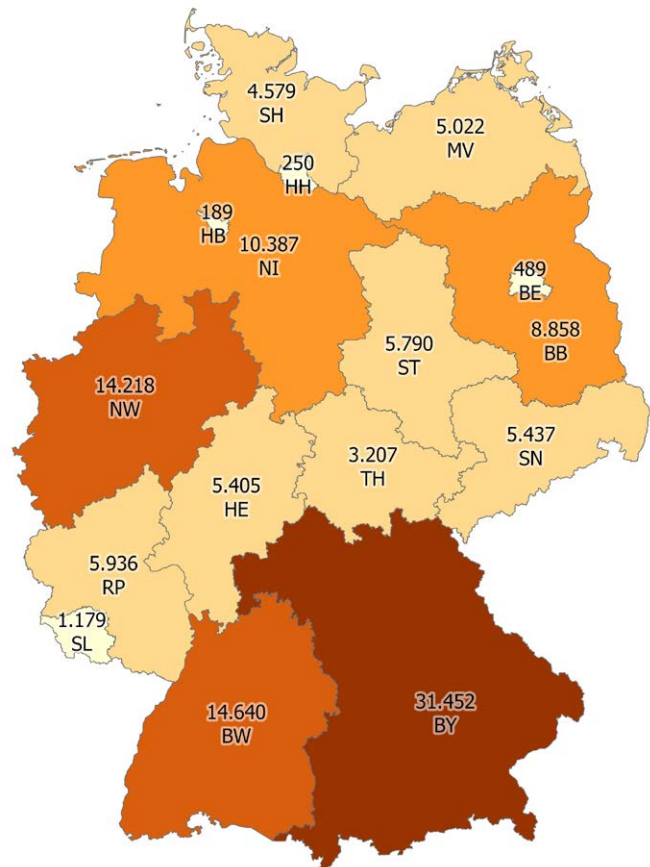 4.579
SH
5.022
MV
250
HH
189
HB
10.387
NI
489
BE
8.858
BB
5.790
ST
14.218
NW
5.437
SN
3.207
TH
5.405
HE
5.936
RP
1.179
SL
31.452
BY
14.640
BW